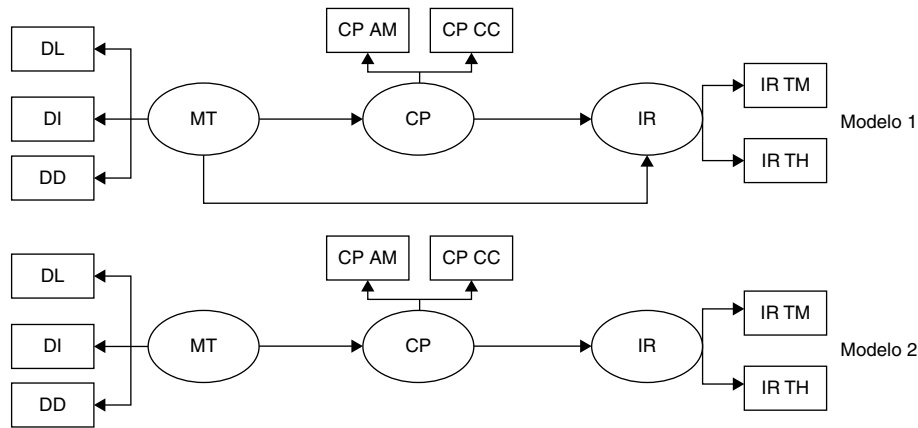 CP AM
CP CC
DL
DI
DD
MT
CP
IR
IR TM
IR TH
Modelo 1
CP AM
CP CC
DL
DI
DD
MT
CP
IR
IR TM
IR TH
Modelo 2